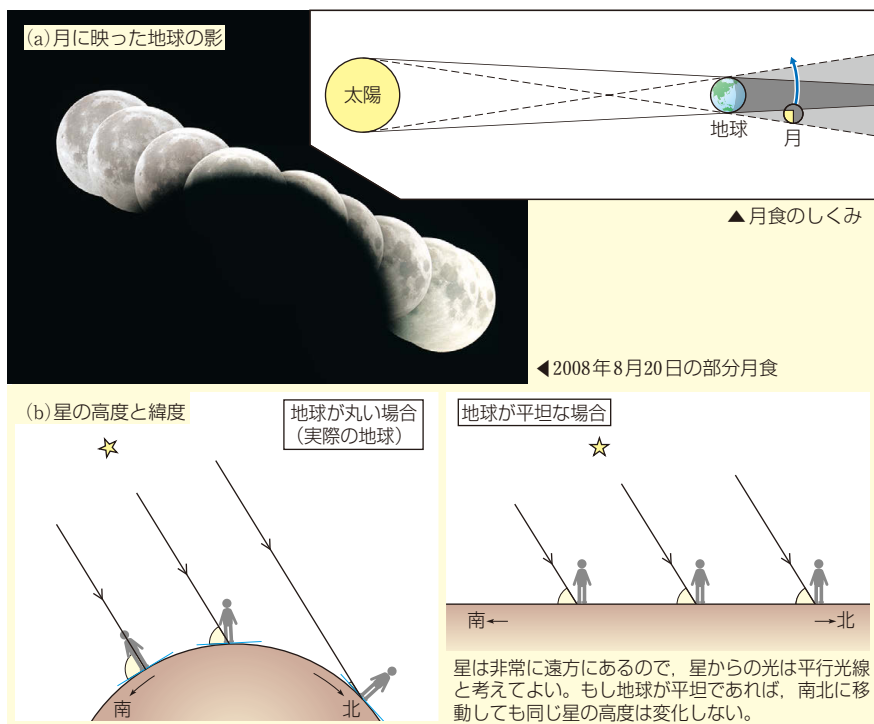 (a)月に映った地球の影
太陽
地球
月
▲月食のしくみ
◀2008年8月20日の部分月食
(b)星の高度と緯度
地球が丸い場合
(実際の地球)
南
北
地球が平坦な場合
南←
→北
星は非常に遠方にあるので，星からの光は平行光線
と考えてよい。もし地球が平坦であれば，南北に移
動しても同じ星の高度は変化しない。